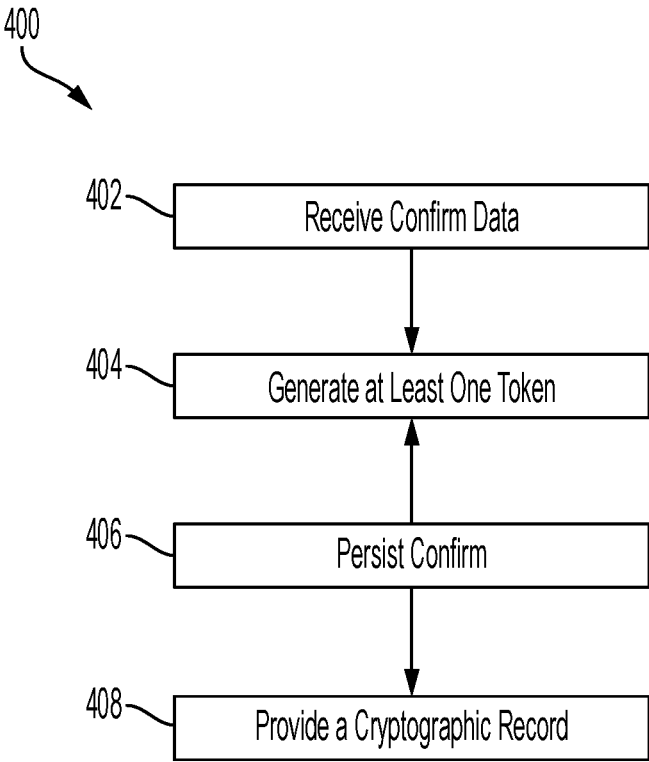 400
402
Receive Confirm Data
404
Generate at Least One Token
406
Persist Confirm
408
Provide a Cryptographic Record